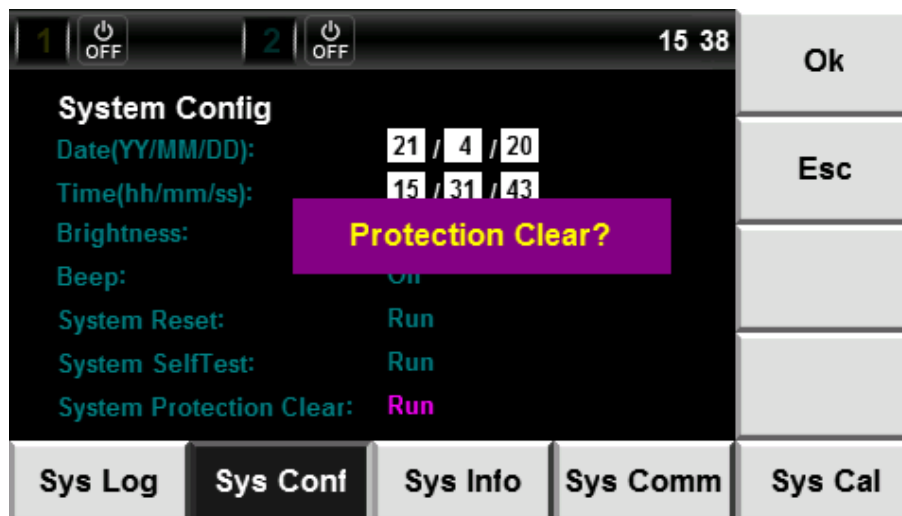 1 OFF 2 OFF 15 38
Ok
System Config
Date(YY/MM/DD): 21 / 4 / 20
Esc
Time(hh/mm/ss): 15 / 31 / 43
Brightness:
Protection Clear?
Beep: On
System Reset: Run
System SelfTest: Run
System Protection Clear: Run
Sys Log Sys Conf Sys Info Sys Comm Sys Cal